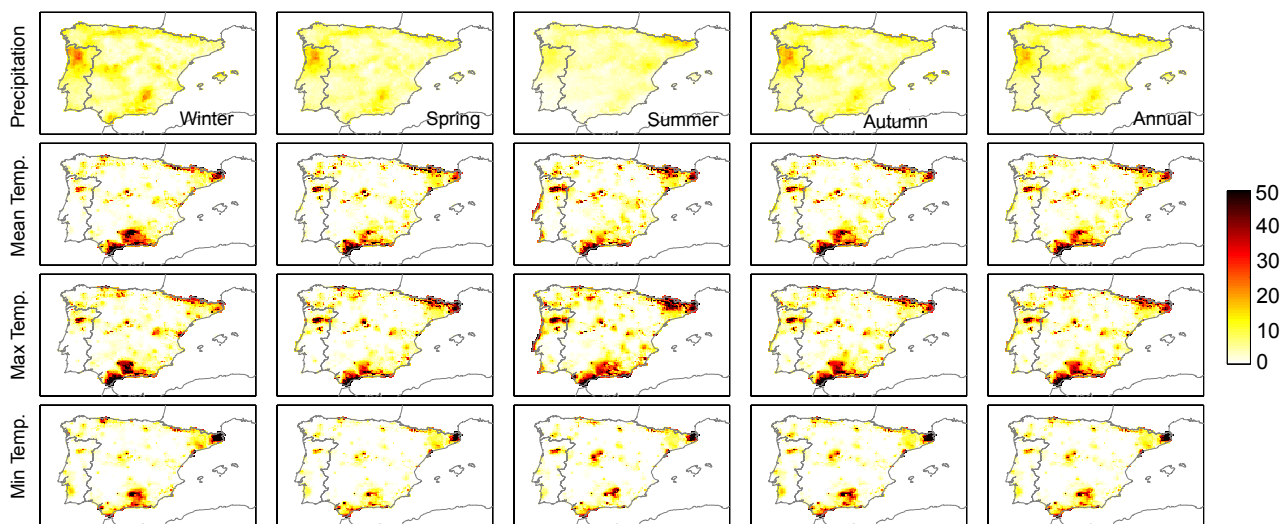 Precipitation
Winter
Spring
Summer
Autumn
Annual
Mean Temp.
Max Temp.
Min Temp.
50
40
30
20
10
0